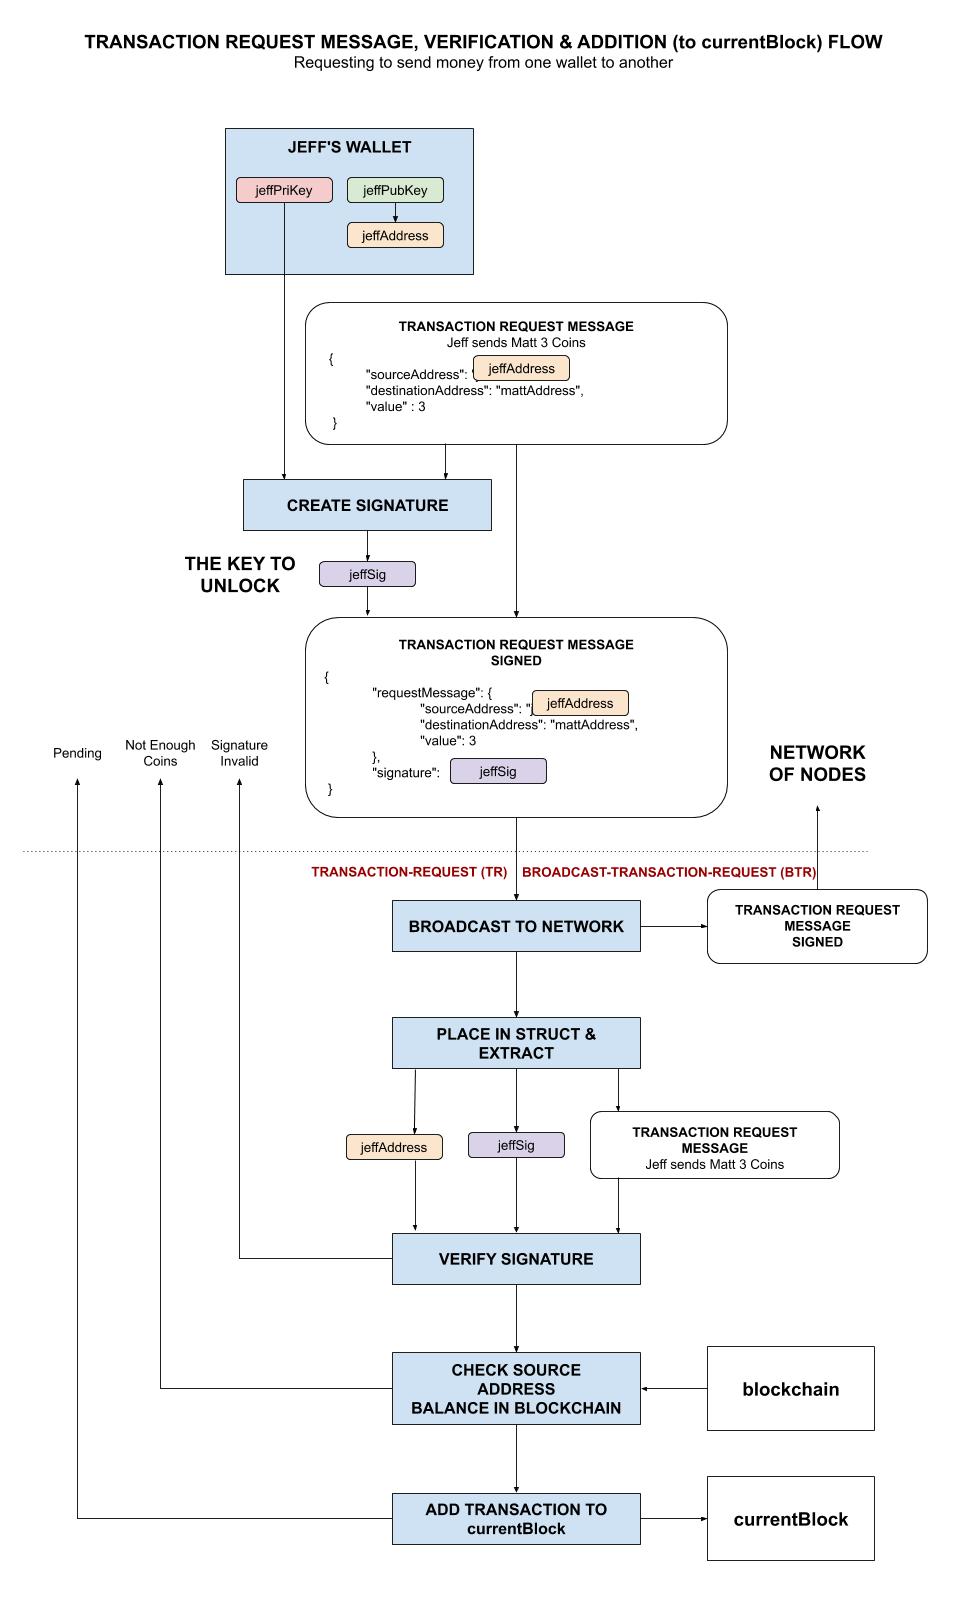 TRANSACTION REQUEST MESSAGE, VERIFICATION & ADDITION (to currentBlock) FLOW
Requesting to send money from one wallet to another
JEFF'S WALLET
jeffPriKey
jeffPubKey
jeffAddress
TRANSACTION REQUEST MESSAGE
Jeff sends Matt 3 Coins
{
"sourceAddress": " jeffAddress
"destinationAddress": "mattAddress",
"value" : 3
}
CREATE SIGNATURE
THE KEY TO
UNLOCK
jeffSig
TRANSACTION REQUEST MESSAGE
SIGNED
{
"requestMessage": {
"sourceAddress": " jeffAddress
"destinationAddress": "mattAddress",
"value": 3
},
"signature": jeffSig
}
Pending
Not Enough
Coins
Signature
Invalid
NETWORK
OF NODES
TRANSACTION-REQUEST (TR)
BROADCAST-TRANSACTION-REQUEST (BTR)
BROADCAST TO NETWORK
TRANSACTION REQUEST
MESSAGE
SIGNED
PLACE IN STRUCT &
EXTRACT
jeffAddress
jeffSig
TRANSACTION REQUEST
MESSAGE
Jeff sends Matt 3 Coins
VERIFY SIGNATURE
CHECK SOURCE
ADDRESS
BALANCE IN BLOCKCHAIN
blockchain
ADD TRANSACTION TO
currentBlock
currentBlock